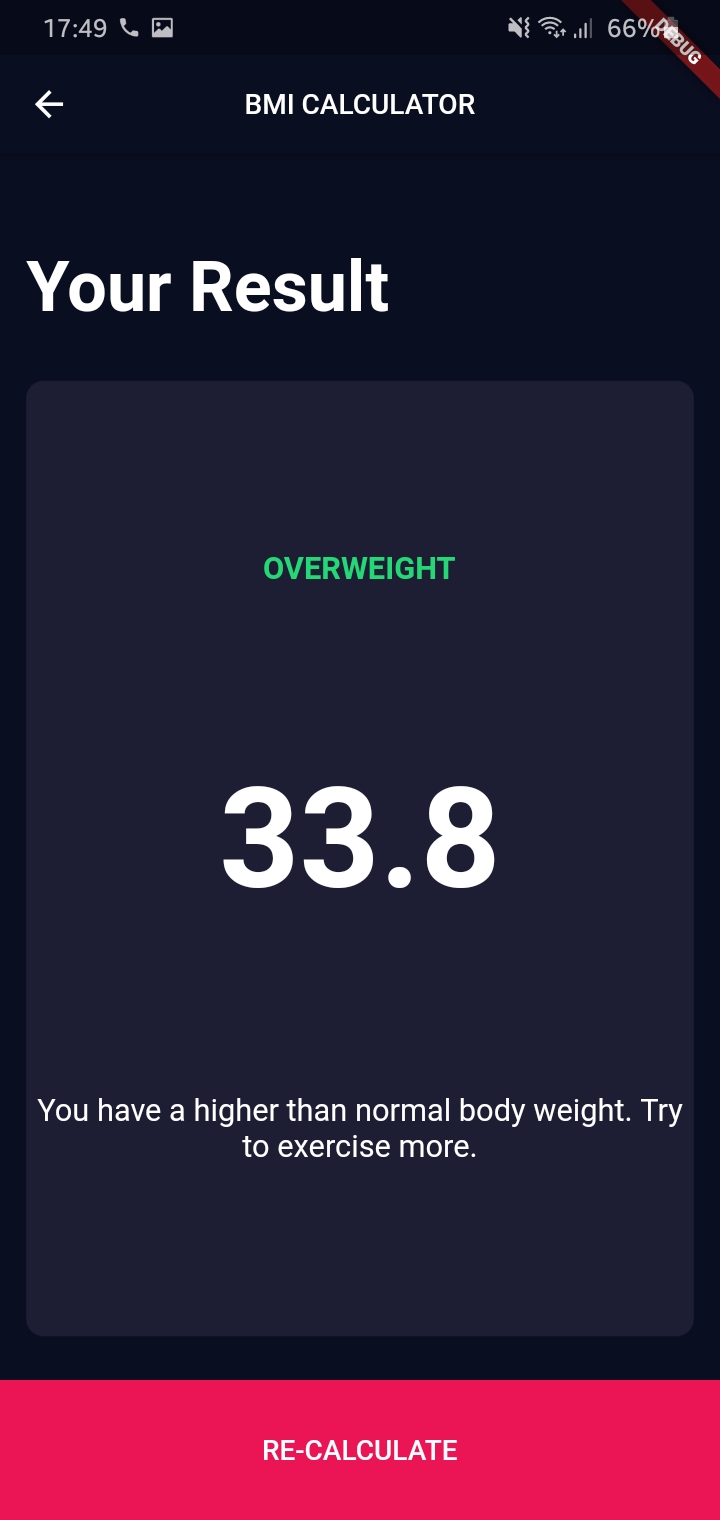 17:49 66%
DEBUG
BMI CALCULATOR
Your Result
OVERWEIGHT
33.8
You have a higher than normal body weight. Try
to exercise more.
RE-CALCULATE